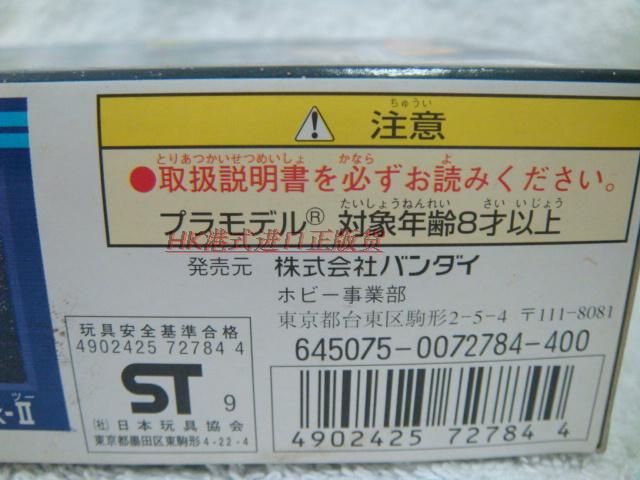 ちゅうい
注意
とりあつかいせつめいしょ かなら よ
●取扱説明書を必ずお読みください。
たいしょうねんれい さい いじょう
プラモデル® 対象年齢8才以上
HK港式进口正版货
発売元 株式会社バンダイ
ホビー事業部
東京都台東区駒形2-5-4 〒111-8081
645075-0072784-400
4902425 72784 4
玩具安全基準合格
4902425 72784 4
ST 9
(社)日本玩具協会
東京都墨田区東駒形4-22-4
ツー
-II